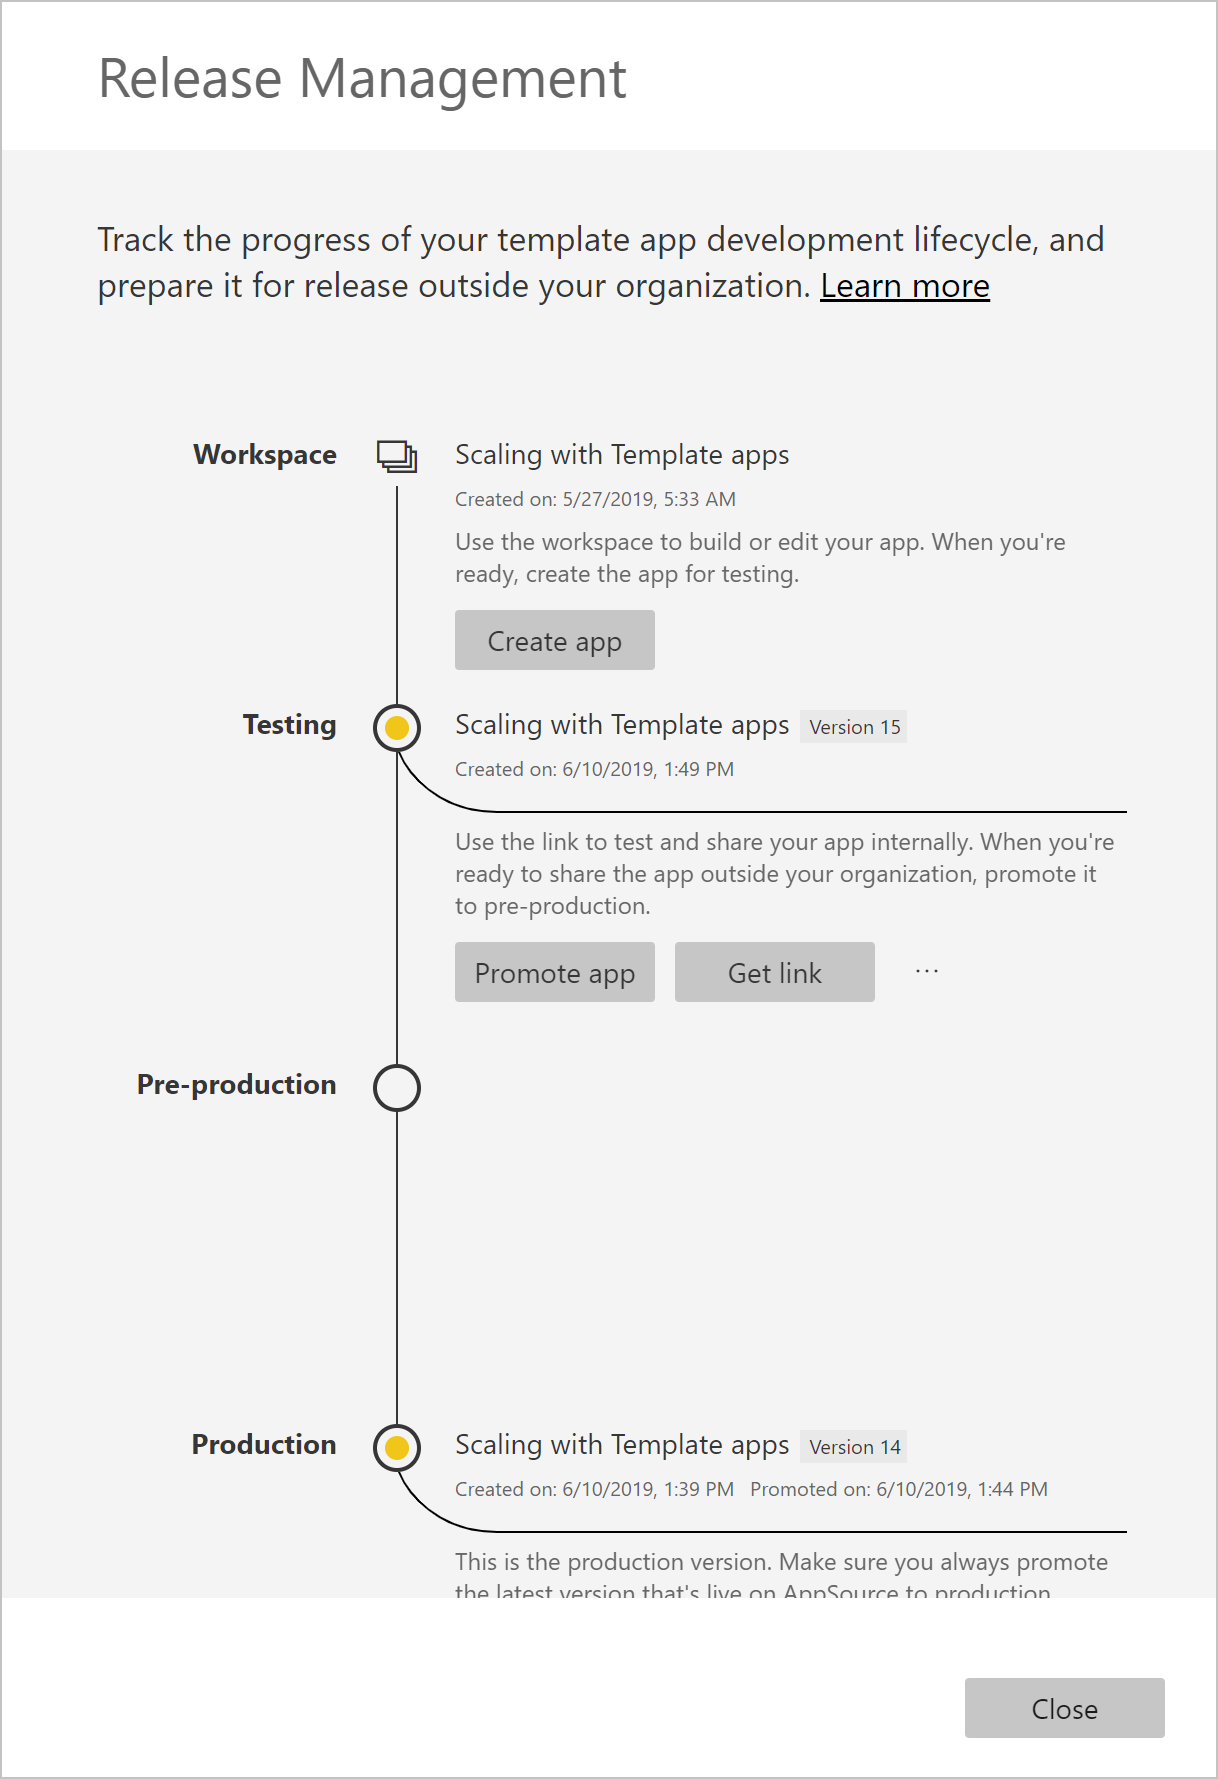 Release Management
Track the progress of your template app development lifecycle, and
prepare it for release outside your organization. Learn more
Workspace
Scaling with Template apps
Created on: 5/27/2019, 5:33 AM
Use the workspace to build or edit your app. When you're
ready, create the app for testing.
Create app
Testing
Scaling with Template apps Version 15
Created on: 6/10/2019, 1:49 PM
Use the link to test and share your app internally. When you're
ready to share the app outside your organization, promote it
to pre-production.
Promote app Get link ...
Pre-production
Production
Scaling with Template apps Version 14
Created on: 6/10/2019, 1:39 PM Promoted on: 6/10/2019, 1:44 PM
This is the production version. Make sure you always promote
the latest version that's live on AppSource to production
Close